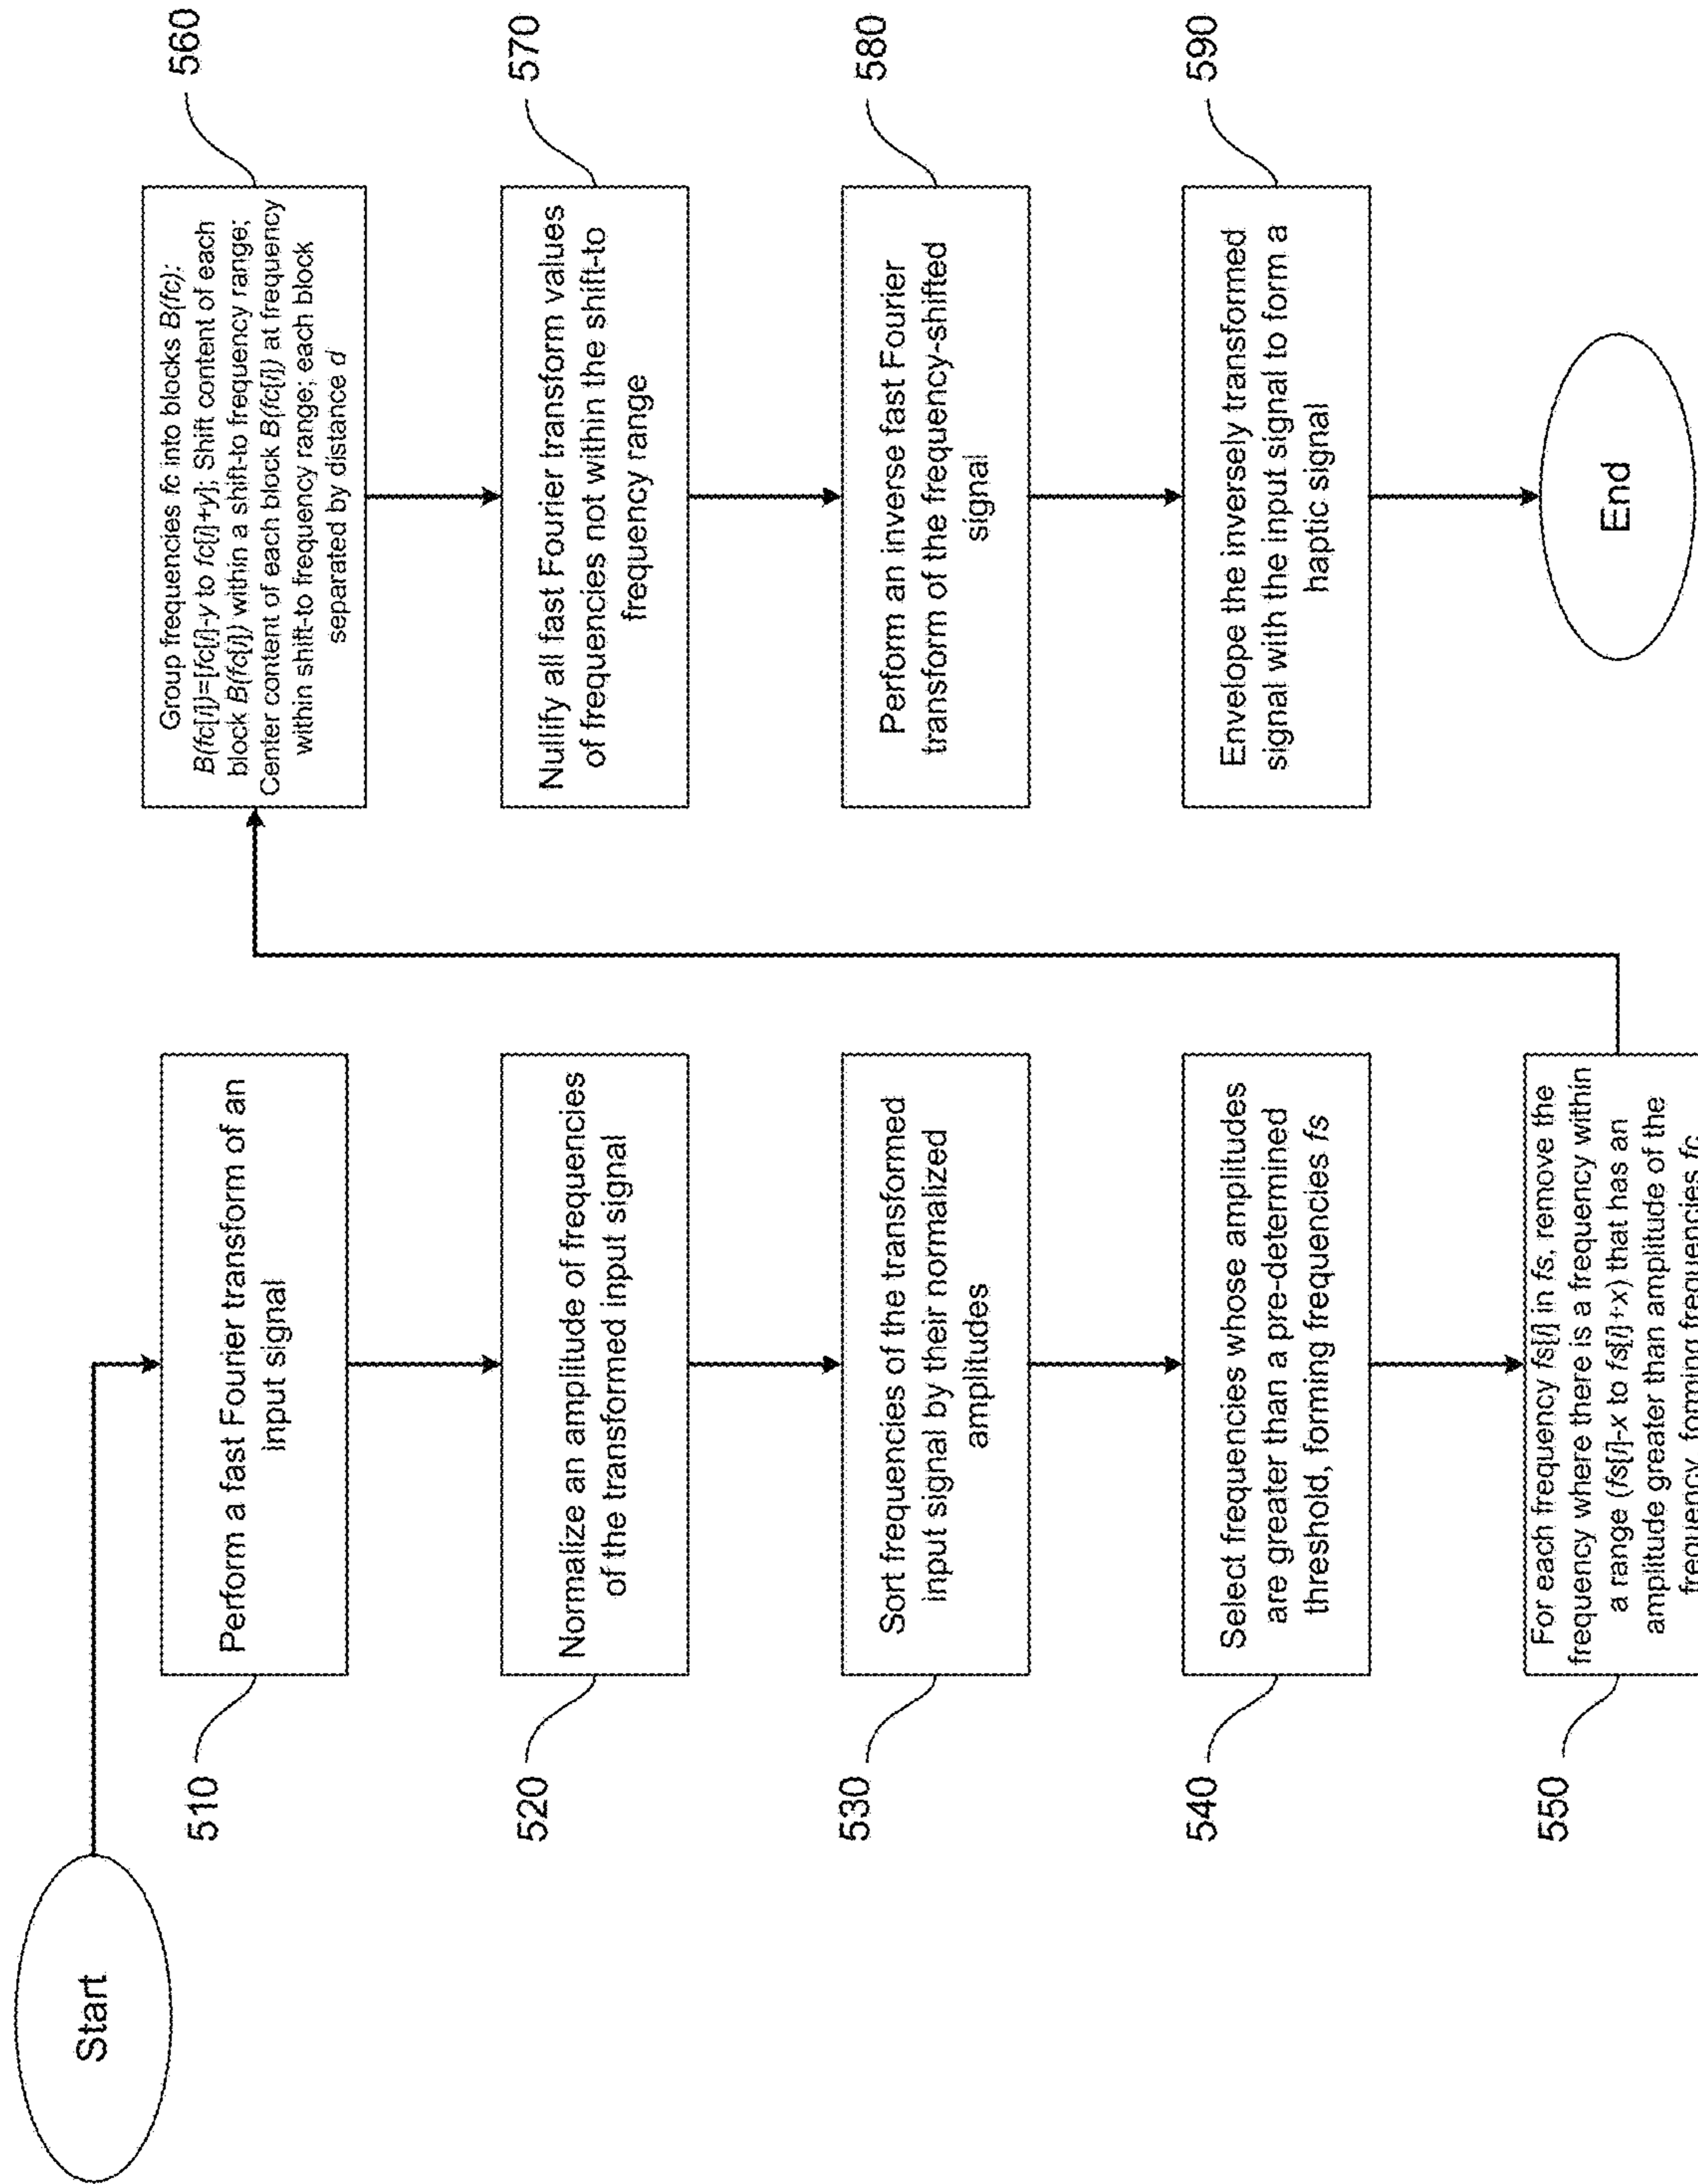 Start
510
Perform a fast Fourier transform of an
input signal
520
Normalize an amplitude of frequencies
of the transformed input signal
530
Sort frequencies of the transformed
input signal by their normalized
amplitudes
540
Select frequencies whose amplitudes
are greater than a pre-determined
threshold, forming frequencies fs
550
For each frequency fs[i] in fs, remove the
frequency where there is a frequency within
a range (fs[i]-x to fs[i]+x) that has an
amplitude greater than amplitude of the
frequency, forming frequencies fc
560
Group frequencies fc into blocks B(fc);
B(fc[i])=[fc[i]-y to fc[i]+y]; Shift content of each
block B(fc[i]) within a shift-to frequency range;
Center content of each block B(fc[i]) at frequency
within shift-to frequency range; each block
separated by distance d
570
Nullify all fast Fourier transform values
of frequencies not within the shift-to
frequency range
580
Perform an inverse fast Fourier
transform of the frequency-shifted
signal
590
Envelope the inversely transformed
signal with the input signal to form a
haptic signal
End